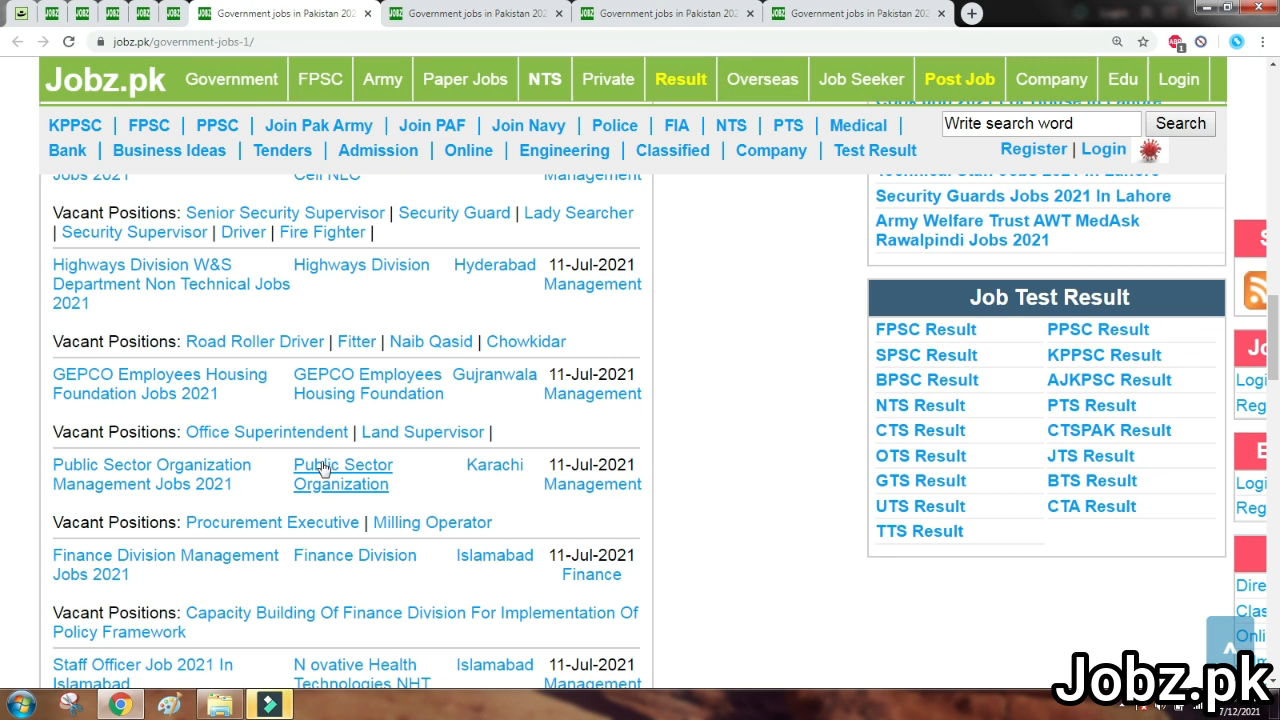 Government jobs in Pakistan 202
Government jobs in Pakistan 202
Government jobs in Pakistan 202
Government jobs in Pakistan 202
jobz.pk/government-jobs-1/
Jobz.pk Government FPSC Army Paper Jobs NTS Private Result Overseas Job Seeker Post Job Company Edu Login
KPPSC | FPSC | PPSC | Join Pak Army | Join PAF | Join Navy | Police | FIA | NTS | PTS | Medical |
Bank | Business Ideas | Tenders | Admission | Online | Engineering | Classified | Company | Test Result
Write search word Search
Register | Login
Jobs 2021 Cell NLC Management
Vacant Positions: Senior Security Supervisor | Security Guard | Lady Searcher
| Security Supervisor | Driver | Fire Fighter |
Highways Division W&S Highways Division Hyderabad 11-Jul-2021
Department Non Technical Jobs Management
2021
Vacant Positions: Road Roller Driver | Fitter | Naib Qasid | Chowkidar
GEPCO Employees Housing GEPCO Employees Gujranwala 11-Jul-2021
Foundation Jobs 2021 Housing Foundation Management
Vacant Positions: Office Superintendent | Land Supervisor |
Public Sector Organization Public Sector Karachi 11-Jul-2021
Management Jobs 2021 Organization Management
Vacant Positions: Procurement Executive | Milling Operator
Finance Division Management Finance Division Islamabad 11-Jul-2021
Jobs 2021 Finance
Vacant Positions: Capacity Building Of Finance Division For Implementation Of
Policy Framework
Staff Officer Job 2021 In N ovative Health Islamabad 11-Jul-2021
Islamabad Technologies NHT Management
Technical Staff Jobs 2021 In Lahore
Security Guards Jobs 2021 In Lahore
Army Welfare Trust AWT MedAsk
Rawalpindi Jobs 2021
Job Test Result
FPSC Result PPSC Result
SPSC Result KPPSC Result
BPSC Result AJKPSC Result
NTS Result PTS Result
CTS Result CTSPAK Result
OTS Result JTS Result
GTS Result BTS Result
UTS Result CTA Result
TTS Result
Jobz.pk
7/12/2021